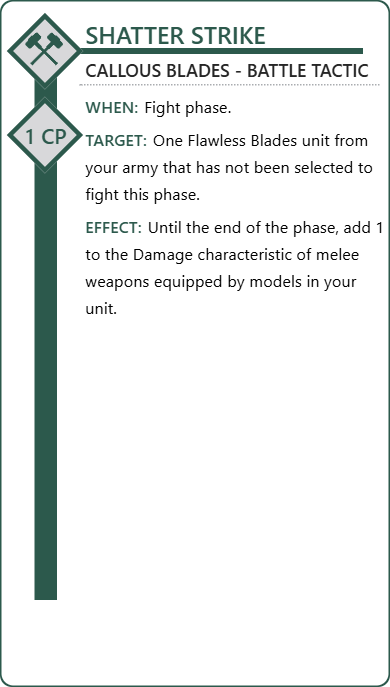 SHATTER STRIKE
CALLOUS BLADES - BATTLE TACTIC
WHEN: Fight phase.
1 CP
TARGET: One Flawless Blades unit from
your army that has not been selected to
fight this phase.
EFFECT: Until the end of the phase, add 1
to the Damage characteristic of melee
weapons equipped by models in your
unit.